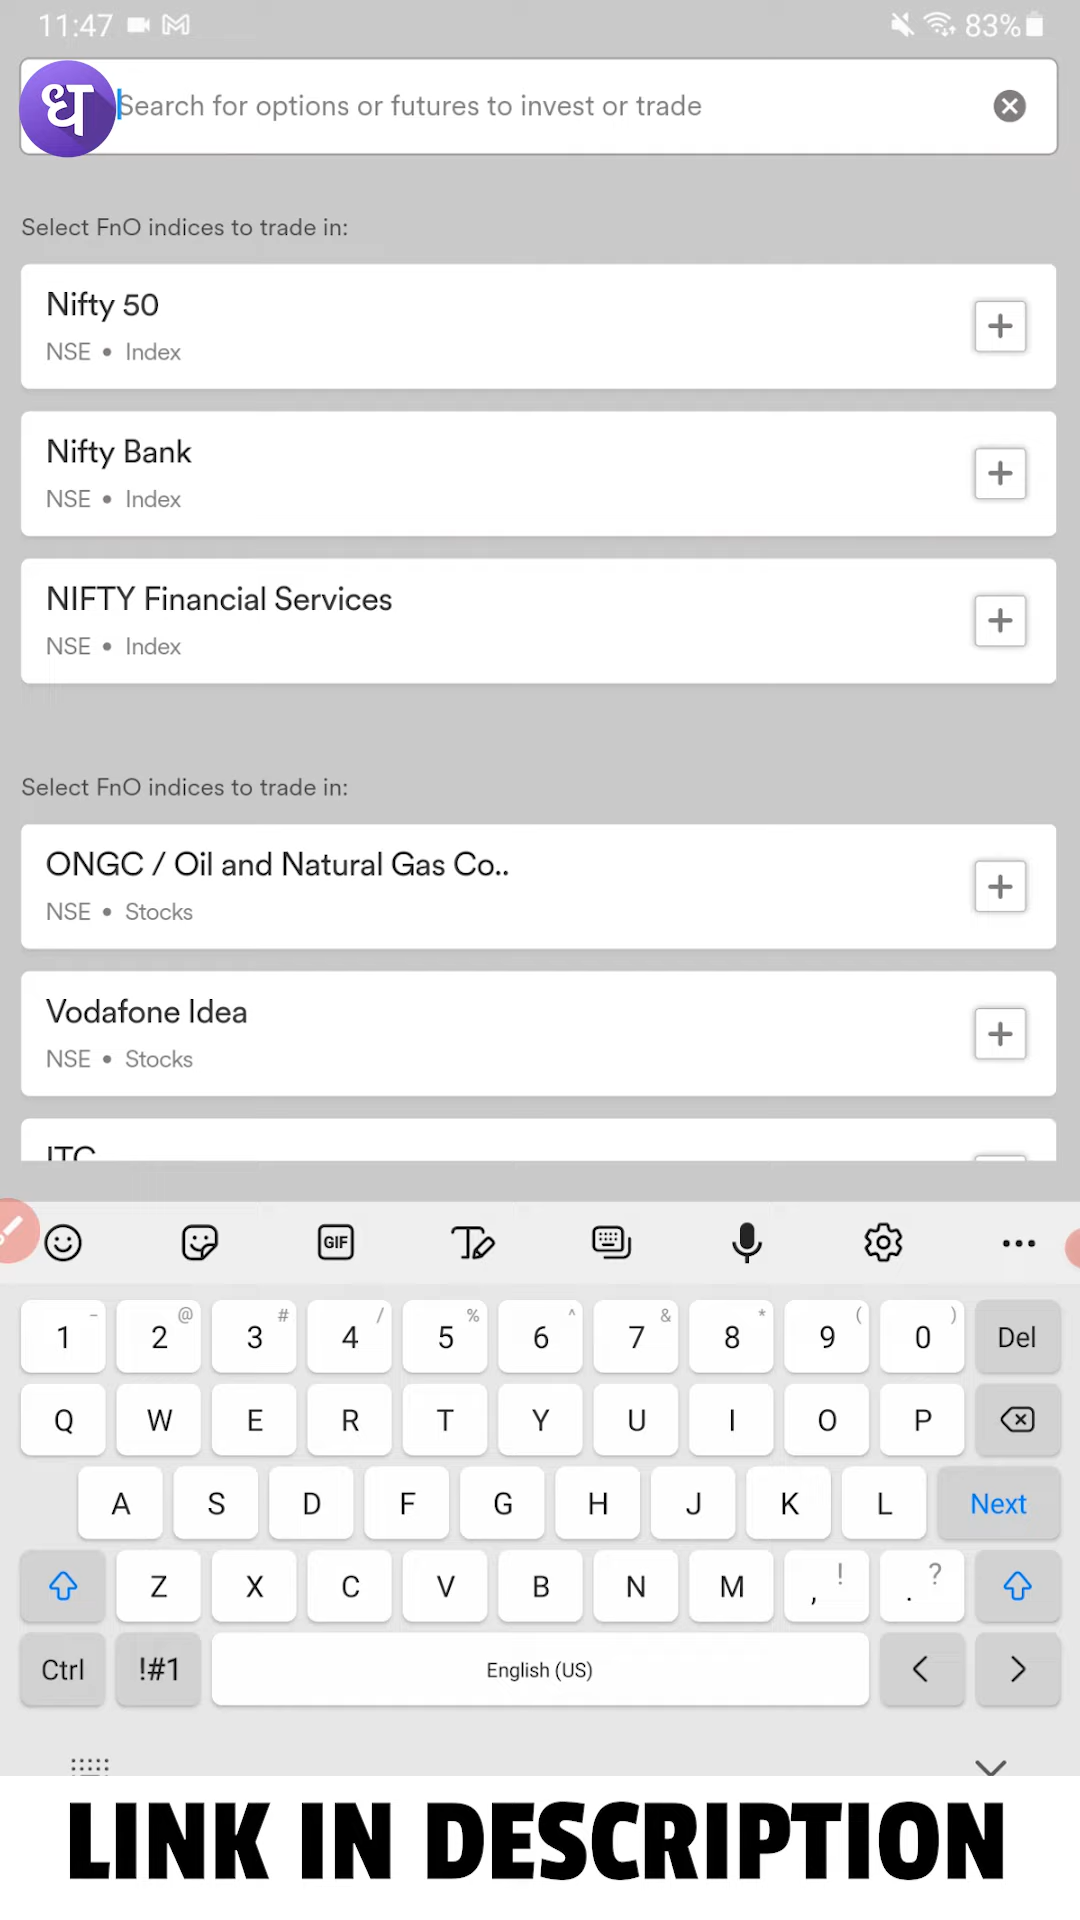 11:47
83%
ध
Search for options or futures to invest or trade
Select FnO indices to trade in:
Nifty 50
NSE • Index
Nifty Bank
NSE • Index
NIFTY Financial Services
NSE • Index
Select FnO indices to trade in:
ONGC / Oil and Natural Gas Co..
NSE • Stocks
Vodafone Idea
NSE • Stocks
ITC
GIF
1 - 2 @ 3 # 4 / 5 % 6 ^ 7 & 8 * 9 ( 0 ) Del
Q W E R T Y U I O P
A S D F G H J K L Next
Z X C V B N M , ! . ?
Ctrl !#1 English (US) < >
LINK IN DESCRIPTION